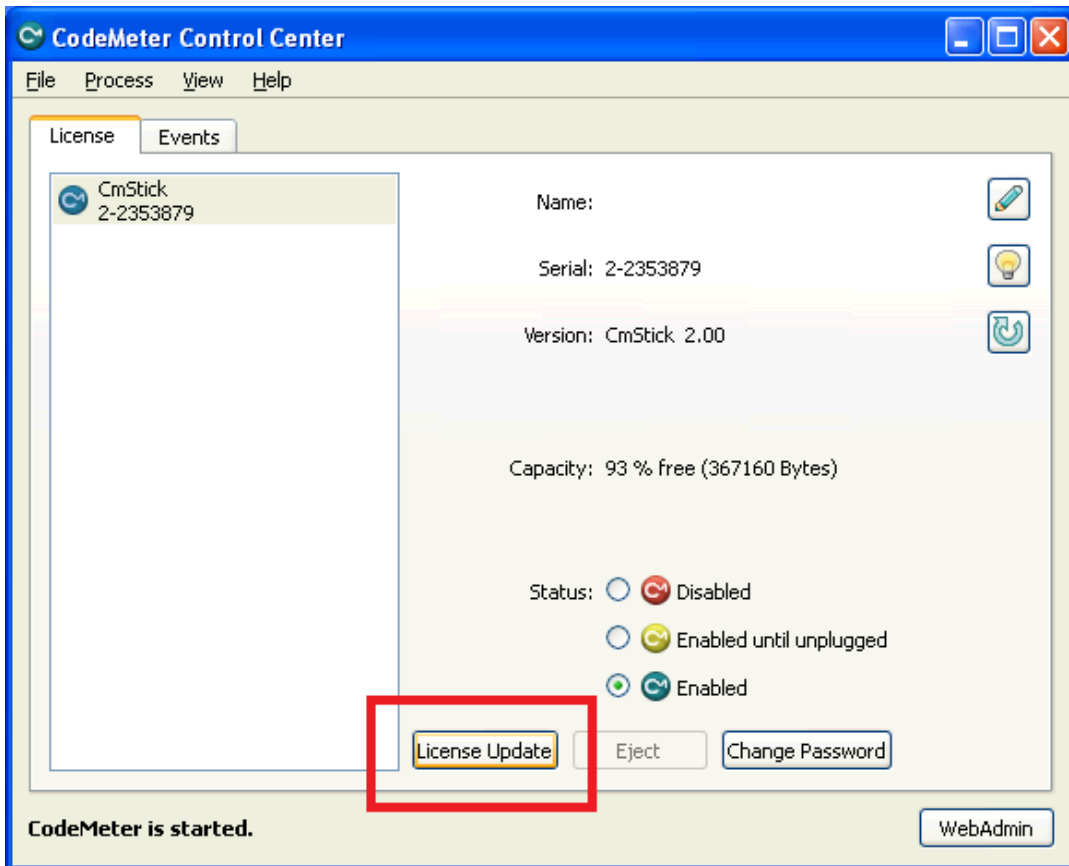 CodeMeter Control Center
File Process View Help
License Events
CmStick
2-2353879
Name:
Serial: 2-2353879
Version: CmStick 2.00
Capacity: 93 % free (367160 Bytes)
Status: Disabled
Enabled until unplugged
Enabled
License Update Eject Change Password
CodeMeter is started. WebAdmin